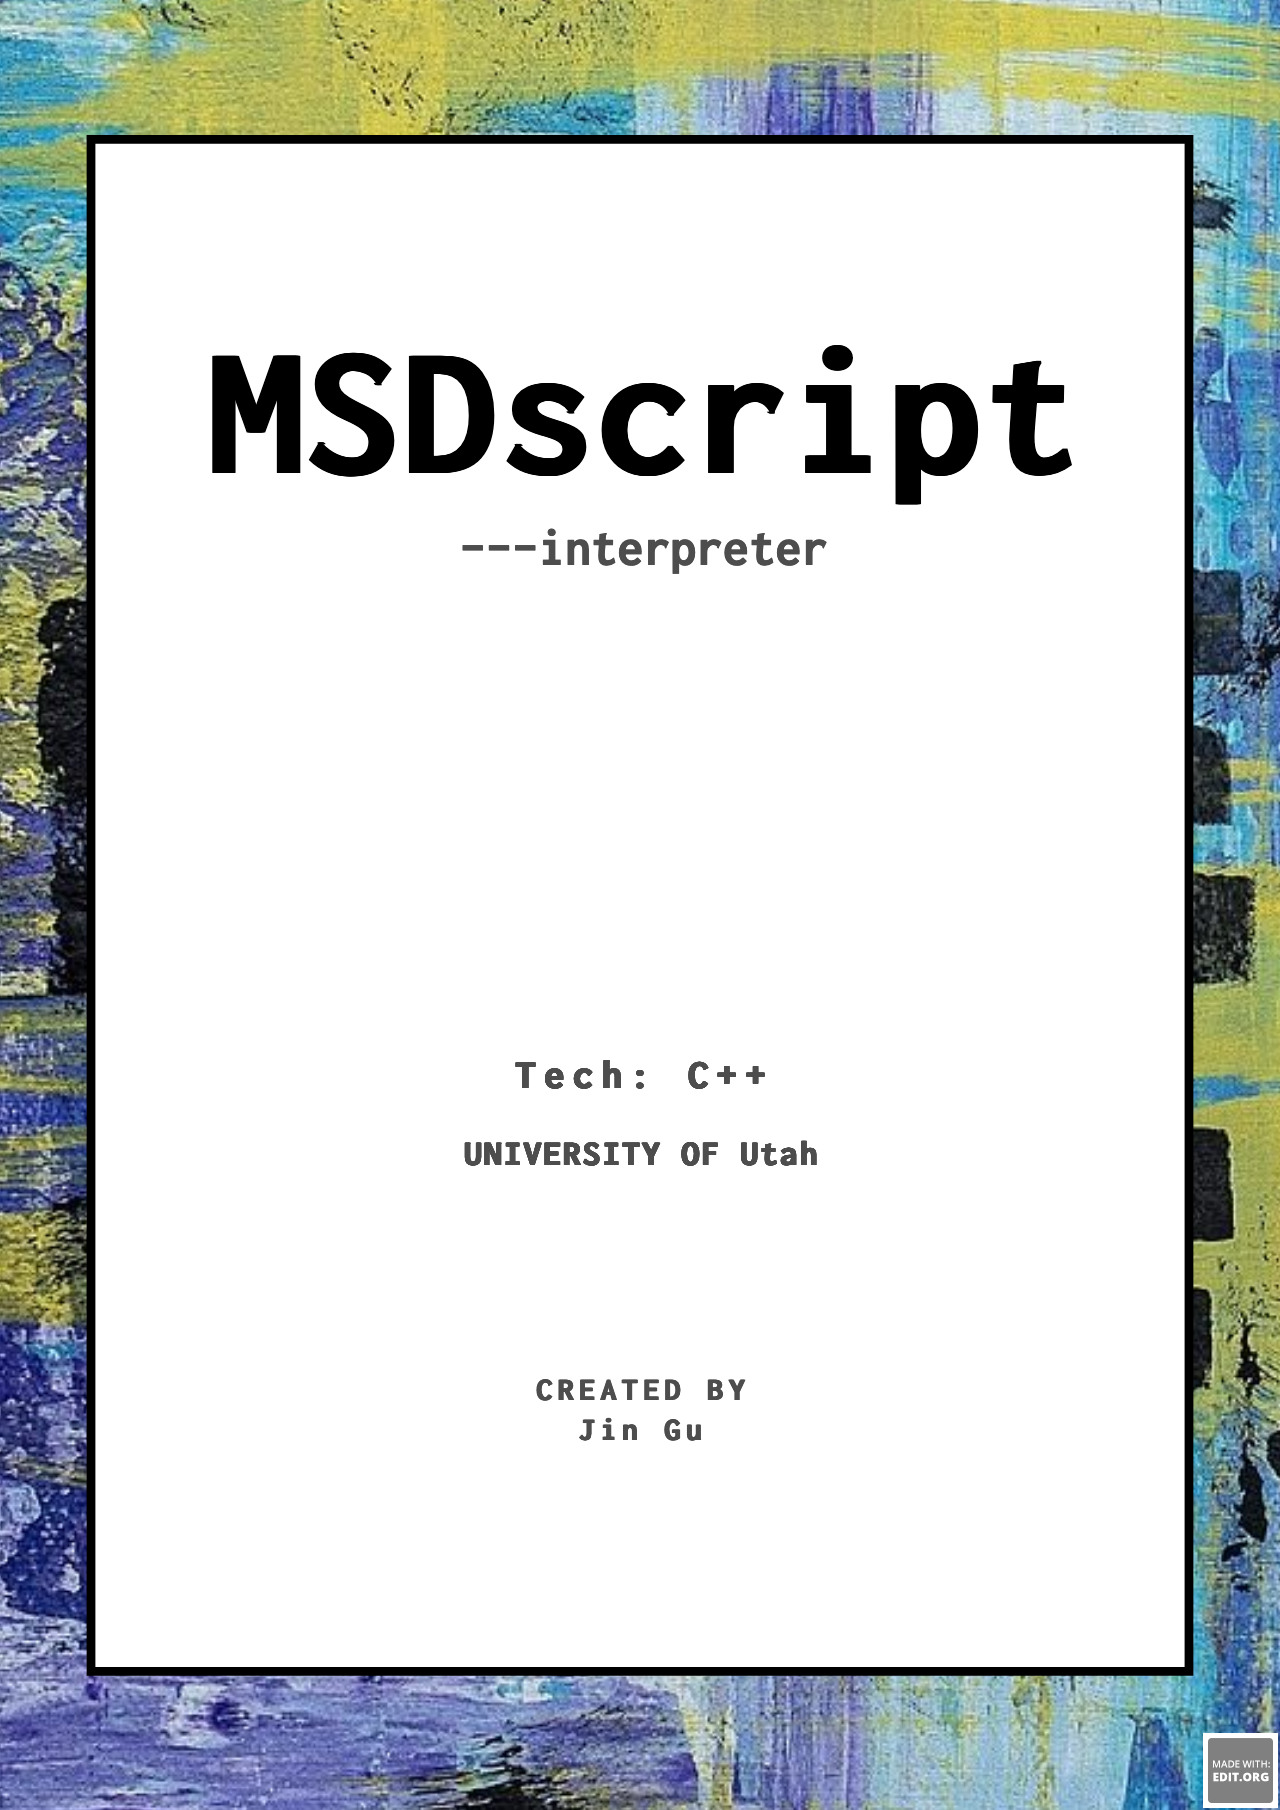 MSDscript
---interpreter
Tech: C++
UNIVERSITY OF Utah
CREATED BY
Jin Gu
MADE WITH:
EDIT.ORG